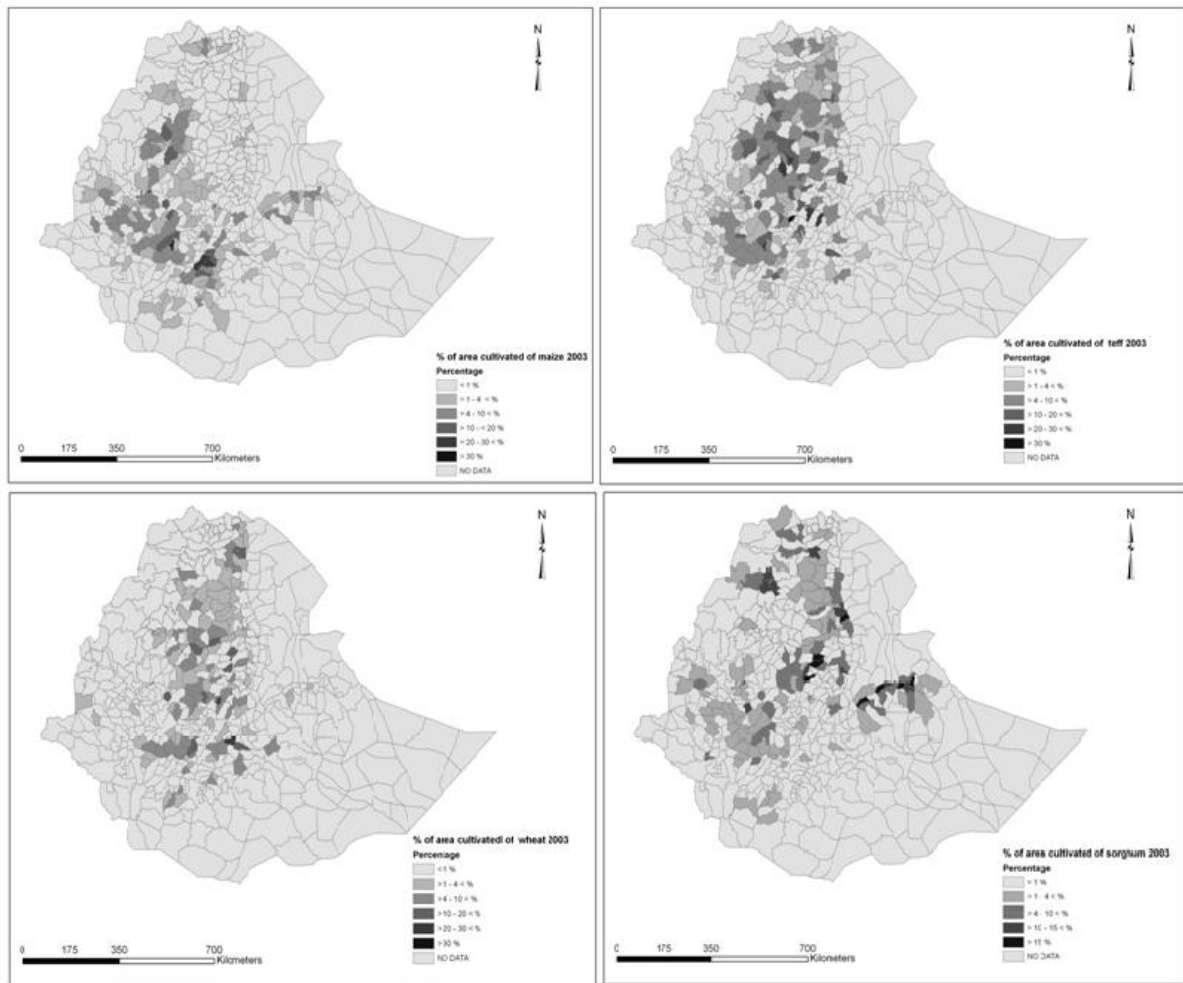 N
% of area cultivated of maize 2003
Percentage
< 1 %
> 1 - 4 < %
> 4 - 10 < %
> 10 - < 20 %
> 20 - 30 < %
> 30 %
NO DATA
0 175 350 700
Kilometers
N
% of area cultivated of teff 2003
Percentage
< 1 %
> 1 - 4 < %
> 4 - 10 < %
> 10 - 20 < %
> 20 - 30 < %
> 30 %
NO DATA
0 175 350 700
Kilometers
N
% of area cultivated of wheat 2003
Percentage
< 1 %
> 1 - 4 < %
> 4 - 10 < %
> 10 - 20 < %
> 20 - 30 < %
> 30 %
NO DATA
0 175 350 700
Kilometers
N
% of area cultivated of sorghum 2003
Percentage
< 1 %
> 1 - 4 < %
> 4 - 10 < %
> 10 - 15 < %
> 15 %
NO DATA
0 175 350 700
Kilometers